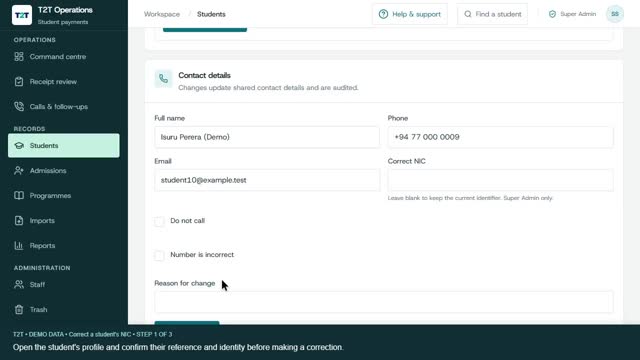 T2T
T2T Operations
Student payments
Workspace / Students
Help & support
Find a student
Super Admin
SS
OPERATIONS
Command centre
Receipt review
Calls & follow-ups
RECORDS
Students
Admissions
Programmes
Imports
Reports
ADMINISTRATION
Staff
Trash
Contact details
Changes update shared contact details and are audited.
Full name
Isuru Perera (Demo)
Phone
+94 77 000 0009
Email
student10@example.test
Correct NIC
Leave blank to keep the current identifier. Super Admin only.
Do not call
Number is incorrect
Reason for change
T2T • DEMO DATA • Correct a student's NIC • STEP 1 OF 3
Open the student's profile and confirm their reference and identity before making a correction.